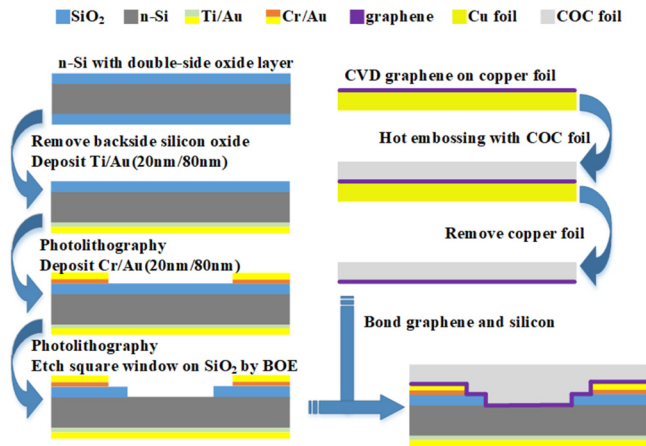 SiO₂ n-Si Ti/Au Cr/Au graphene Cu foil COC foil
n-Si with double-side oxide layer
Remove backside silicon oxide
Deposit Ti/Au(20nm/80nm)
Photolithography
Deposit Cr/Au(20nm/80nm)
Photolithography
Etch square window on SiO₂ by BOE
CVD graphene on copper foil
Hot embossing with COC foil
Remove copper foil
Bond graphene and silicon